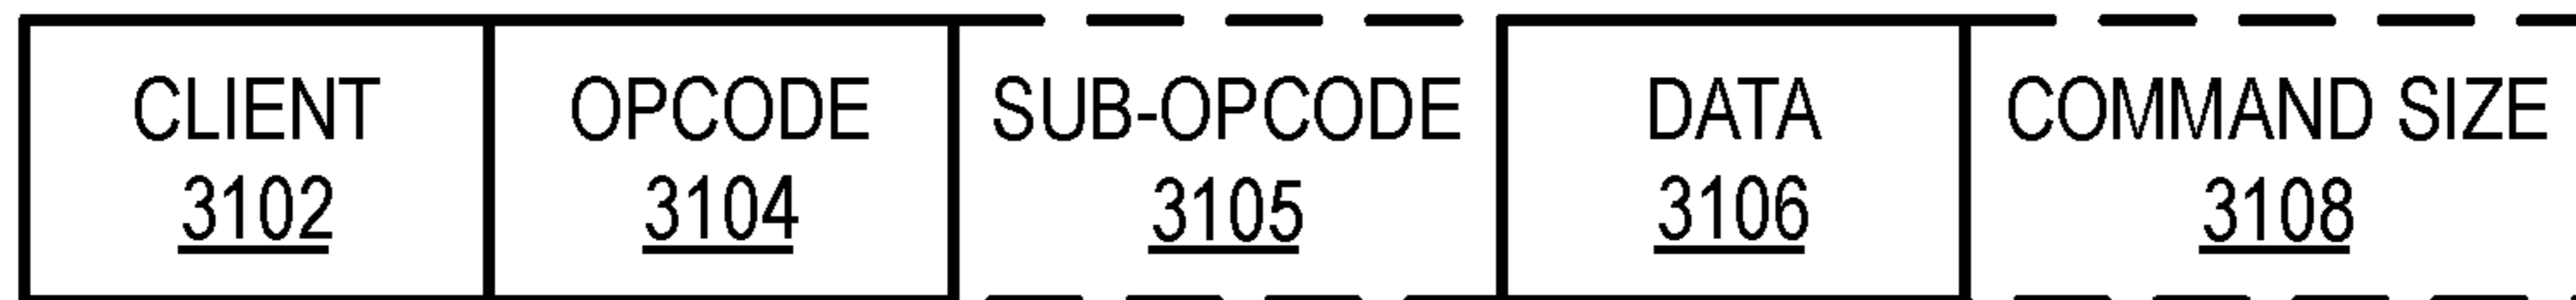 CLIENT
3102
OPCODE
3104
SUB-OPCODE
3105
DATA
3106
COMMAND SIZE
3108